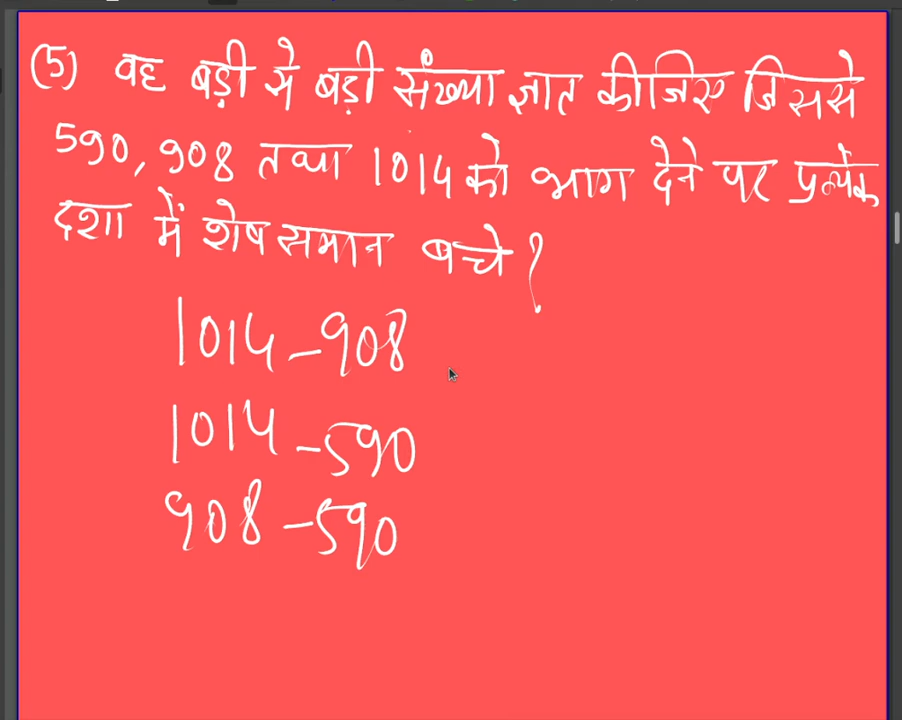 (5) वह बड़ी से बड़ी संख्या ज्ञात कीजिए जिससे
590, 908 तथा 1014 को भाग देने पर प्रत्येक
दशा में शेष समान बचे?
1014 - 908
1014 - 590
908 - 590